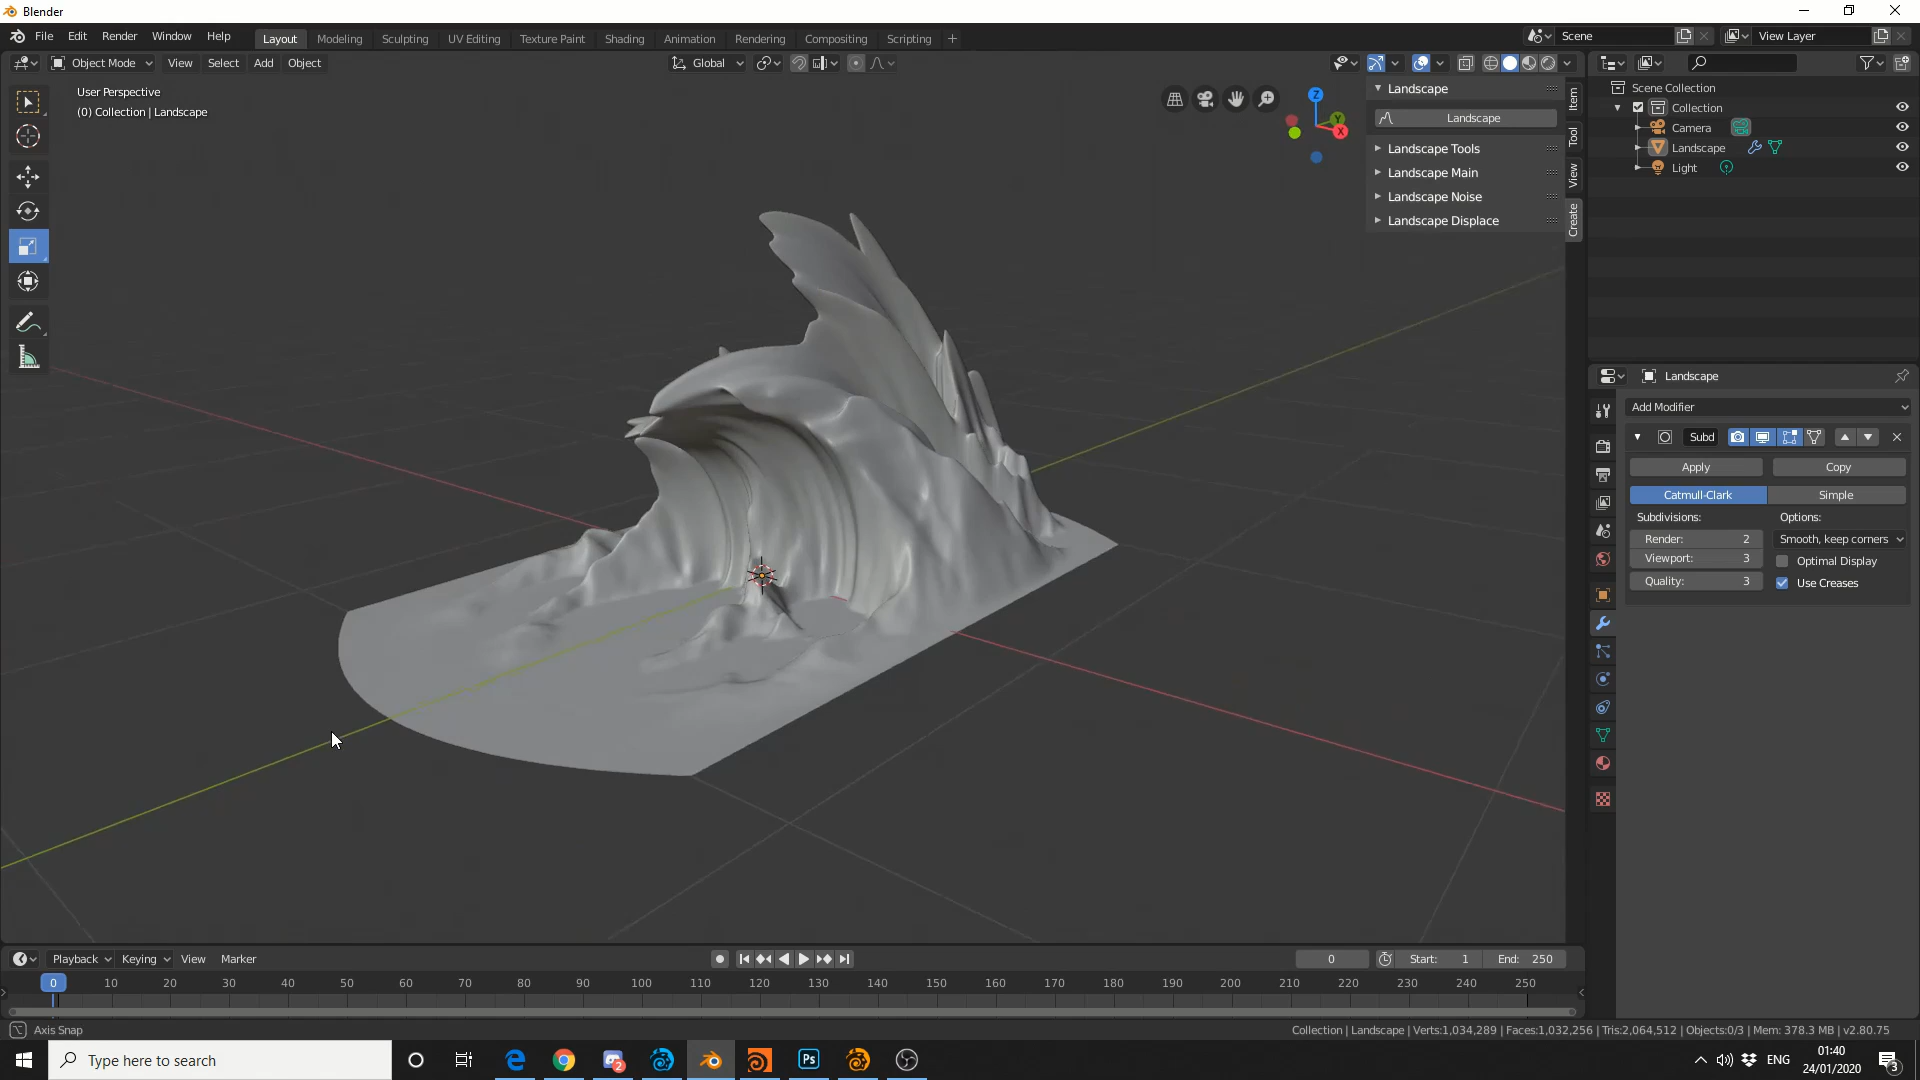 Blender
File Edit Render Window Help
Layout Modeling Sculpting UV Editing Texture Paint Shading Animation Rendering Compositing Scripting +
Scene
View Layer
Object Mode View Select Add Object
Global
User Perspective
(0) Collection | Landscape
Z
Y
X
Landscape
Landscape
Landscape Tools
Landscape Main
Landscape Noise
Landscape Displace
Item
Tool
View
Create
Scene Collection
Collection
Camera
Landscape
Light
Landscape
Add Modifier
Subd
Apply Copy
Catmull-Clark Simple
Subdivisions: Options:
Render: 2 Smooth, keep corners
Viewport: 3 Optimal Display
Quality: 3 Use Creases
Playback Keying View Marker
0 Start: 1 End: 250
0 10 20 30 40 50 60 70 80 90 100 110 120 130 140 150 160 170 180 190 200 210 220 230 240 250
Axis Snap
Collection | Landscape | Verts:1,034,289 | Faces:1,032,256 | Tris:2,064,512 | Objects:0/3 | Mem: 378.3 MB | v2.80.75
Type here to search
2
Ps
ENG
01:40
24/01/2020
3